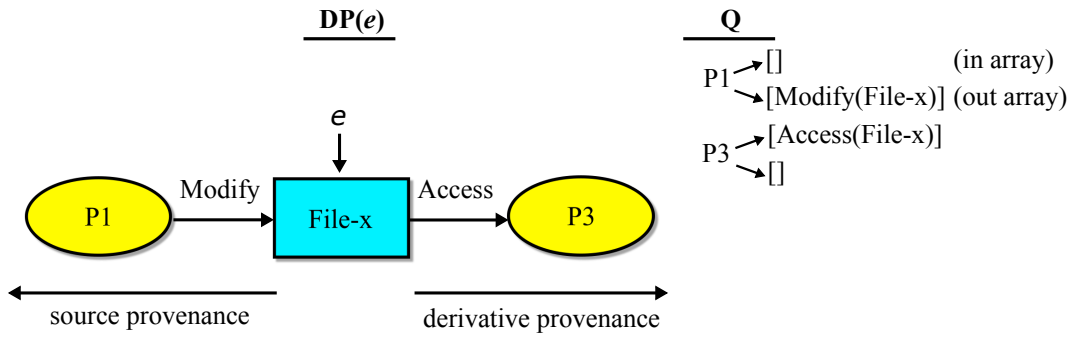 DP(e)
Q
[] (in array)
P1
[Modify(File-x)] (out array)
[Access(File-x)]
P3
[]
e
Modify
Access
P1
File-x
P3
source provenance
derivative provenance